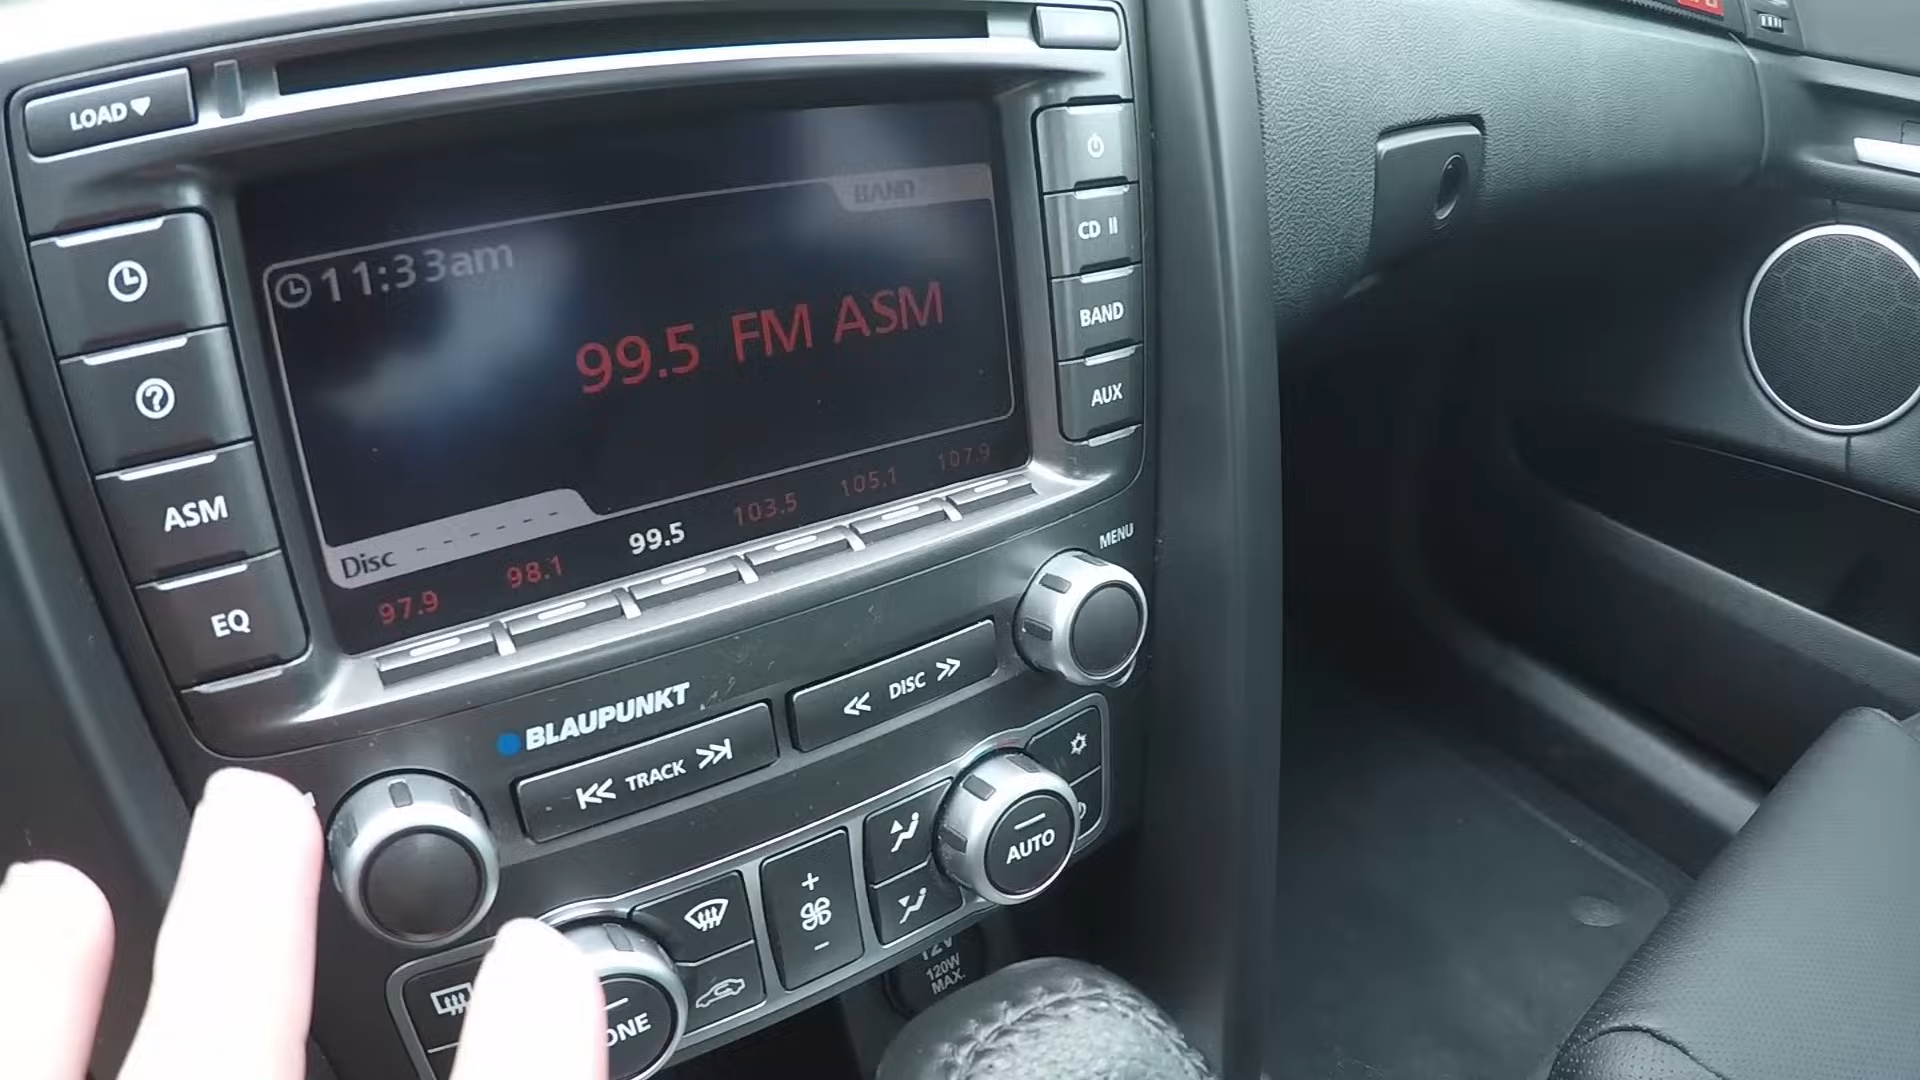 LOAD
BAND
11:33am
99.5 FM ASM
CD II
BAND
AUX
ASM
EQ
Disc - - - - - -
97.9 98.1 99.5 103.5 105.1 107.9
MENU
BLAUPUNKT
TRACK
DISC
AUTO
+
-
12V
120W
MAX.